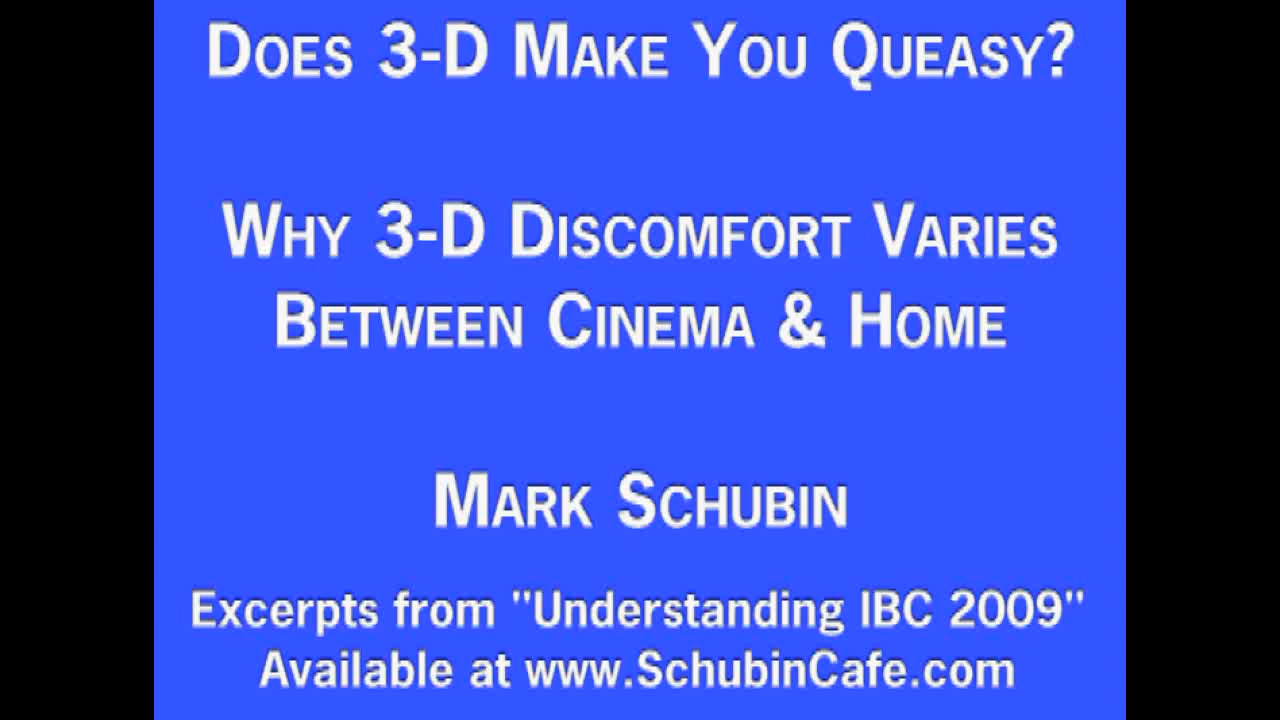 Does 3-D Make You Queasy?
Why 3-D Discomfort Varies
Between Cinema & Home
Mark Schubin
Excerpts from "Understanding IBC 2009"
Available at www.SchubinCafe.com